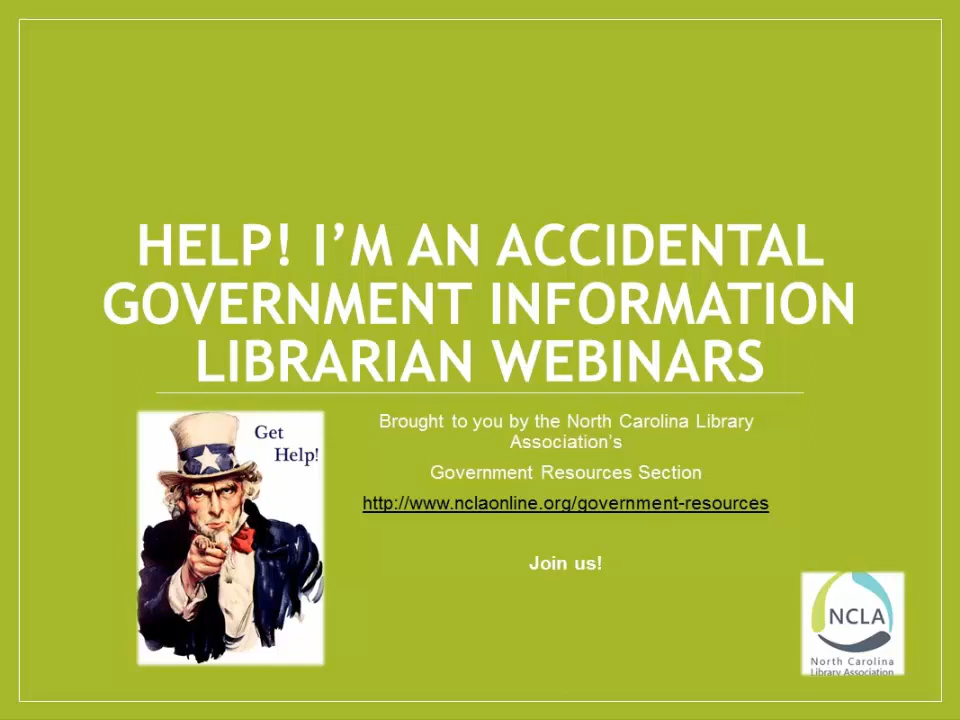 HELP! I'M AN ACCIDENTAL
GOVERNMENT INFORMATION
LIBRARIAN WEBINARS
Get
Help!
Brought to you by the North Carolina Library
Association's
Government Resources Section
http://www.nclaonline.org/government-resources
Join us!
NCLA
North Carolina
Library Association